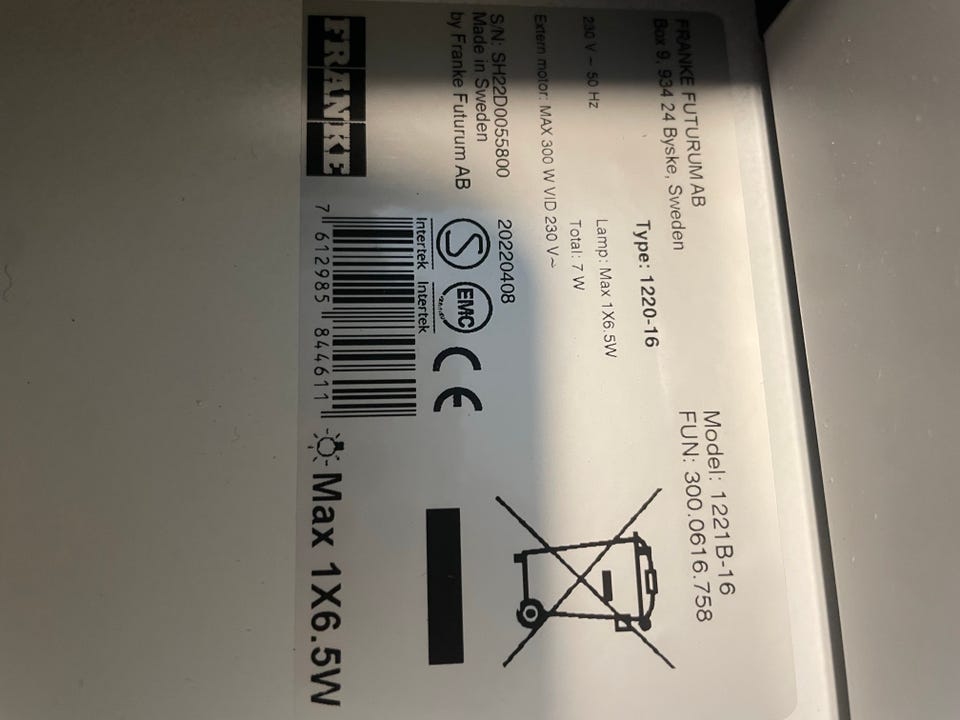 FRANKE FUTURUM AB
Box 9, 934 24 Byske, Sweden
Model: 1221B-16
FUN: 300.0616.758
Type: 1220-16
230 V ~ 50 Hz
Lamp: Max 1X6.5W
Total: 7 W
Extern motor: MAX 300 W VID 230 V~
S/N: SH22D0055800
Made in Sweden
by Franke Futurum AB
20220408
S
EMC
CE
Intertek Intertek
FRANKE
7 612985 844611
Max 1X6.5W